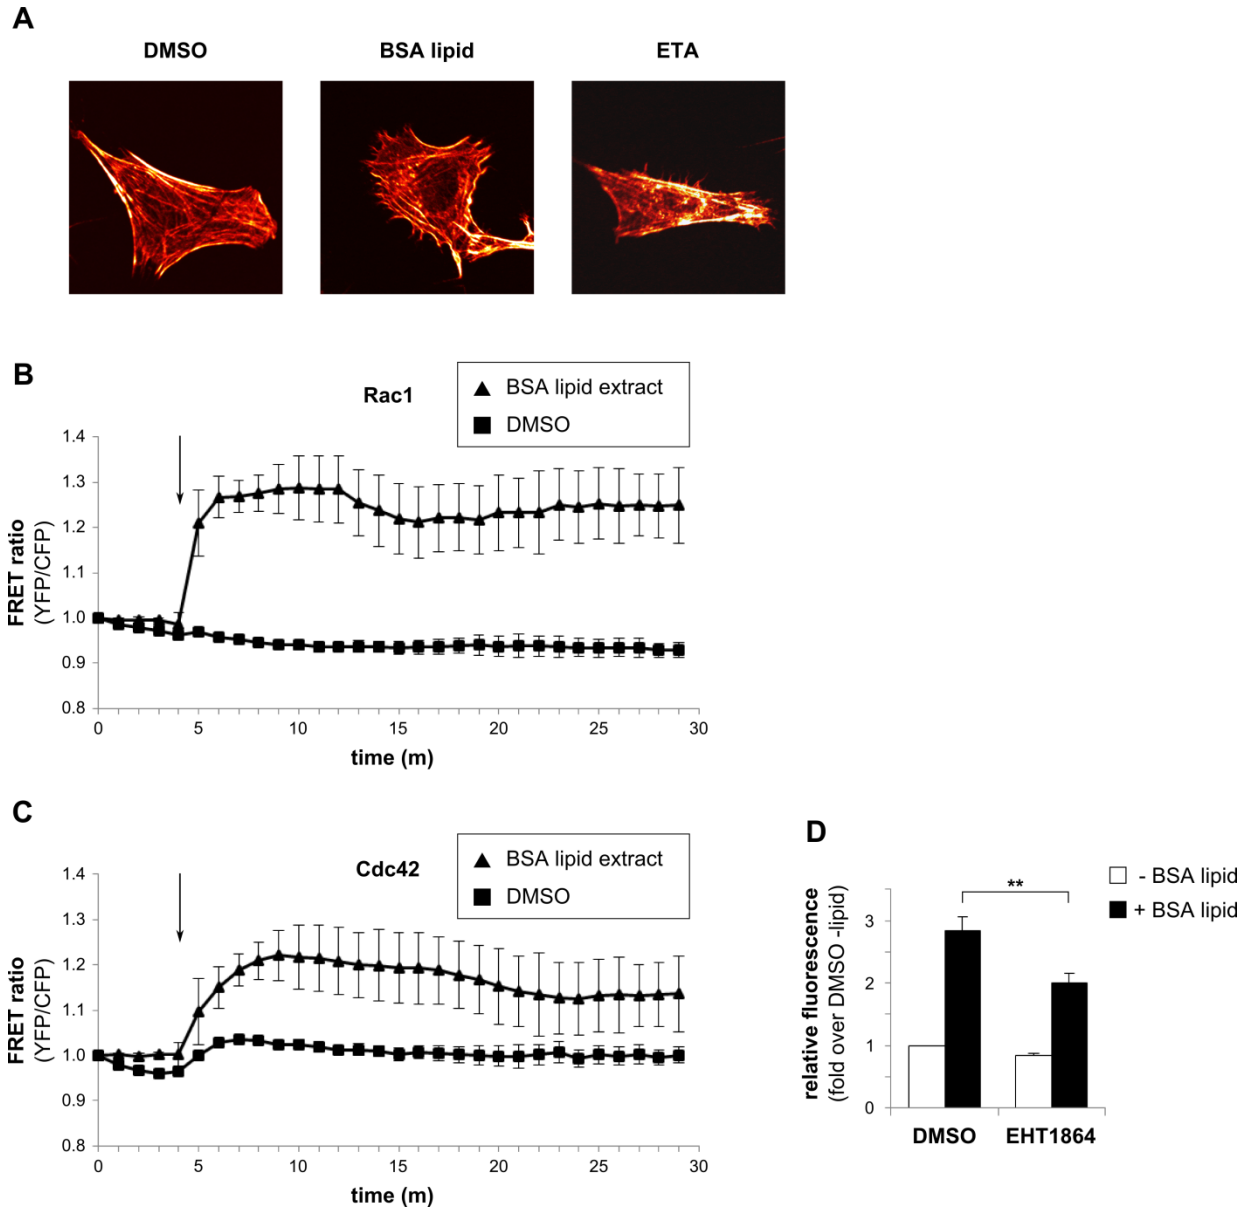 A
DMSO
BSA lipid
ETA
B
Rac1
BSA lipid extract
DMSO
FRET ratio
(YFP/CFP)
1.4
1.3
1.2
1.1
1.0
0.9
0.8
0
5
10
15
20
25
30
time (m)
C
Cdc42
BSA lipid extract
DMSO
FRET ratio
(YFP/CFP)
1.4
1.3
1.2
1.1
1.0
0.9
0.8
0
5
10
15
20
25
30
time (m)
D
- BSA lipid
+ BSA lipid
**
relative fluorescence
(fold over DMSO -lipid)
3
2
1
0
DMSO
EHT1864